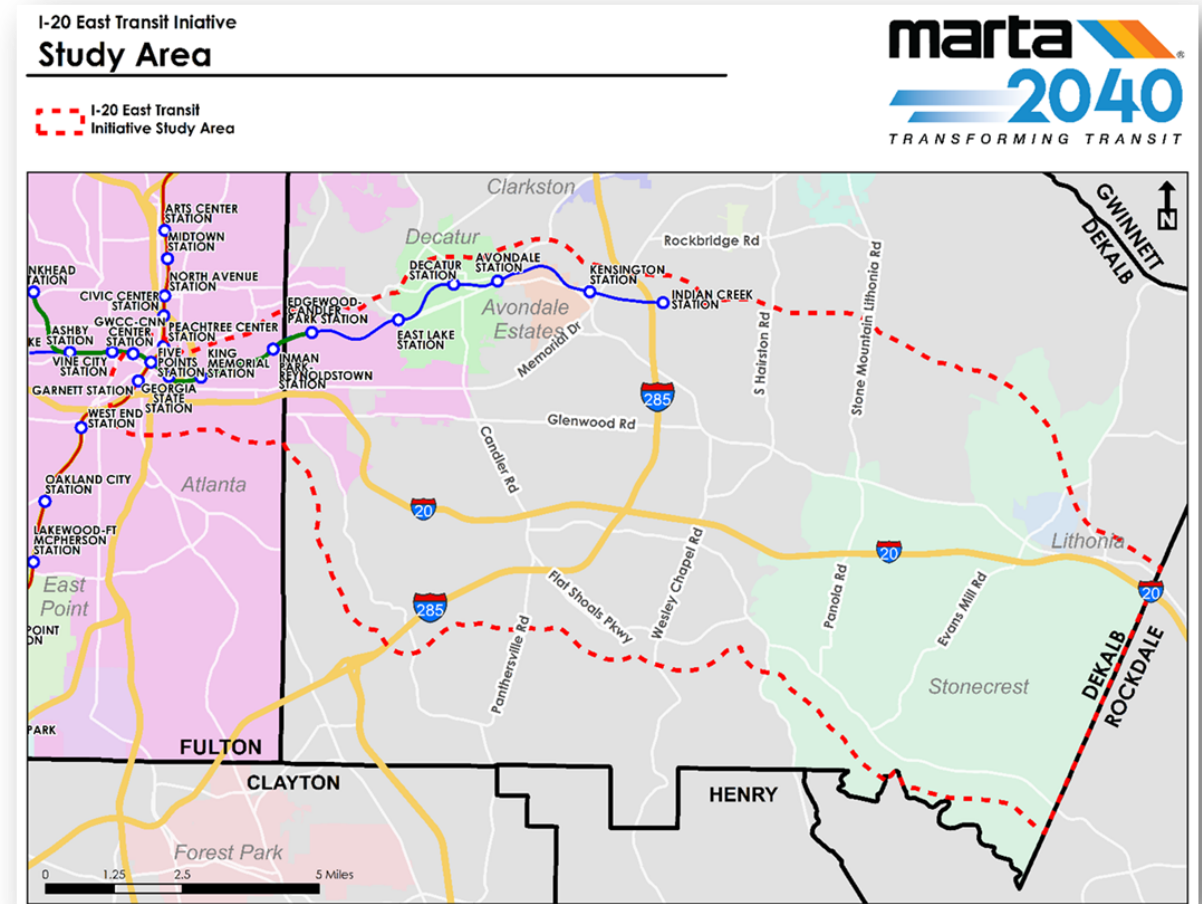 I-20 East Transit Iniative
Study Area
I-20 East Transit
Initiative Study Area
marta
2040
TRANSFORMING TRANSIT
Clarkston
GWINNETT
DEKALB
N
ARTS CENTER
STATION
MIDTOWN
STATION
Decatur
Rockbridge Rd
NKHEAD
TATION
NORTH AVENUE
STATION
DECATUR
STATION
AVONDALE
STATION
KENSINGTON
STATION
CIVIC CENTER
STATION
EDGEWOOD-
CANDLER
PARK STATION
INDIAN CREEK
STATION
GWCC-CNN
CENTER
STATION
PEACHTREE CENTER
STATION
Avondale
Estates
Stone Mountain Lithonia Rd
S Hairston Rd
ASHBY
STATION
KE
VINE CITY
STATION
FIVE
POINTS
STATION
KING
MEMORIAL
STATION
EAST LAKE
STATION
Memorial Dr
INMAN
PARK-
REYNOLDSTOWN
STATION
GARNETT STATION
GEORGIA
STATE
STATION
285
WEST END
STATION
Glenwood Rd
Candler Rd
OAKLAND CITY
STATION
Atlanta
20
LAKEWOOD-FT
MCPHERSON
STATION
Lithonia
20
East
Point
285
Flat Shoals Pkwy
Wesley Chapel Rd
Panola Rd
Evans Mill Rd
20
POINT
ON
Panthersville Rd
DEKALB
ROCKDALE
Stonecrest
PARK
FULTON
CLAYTON
HENRY
Forest Park
0 1.25 2.5 5 Miles